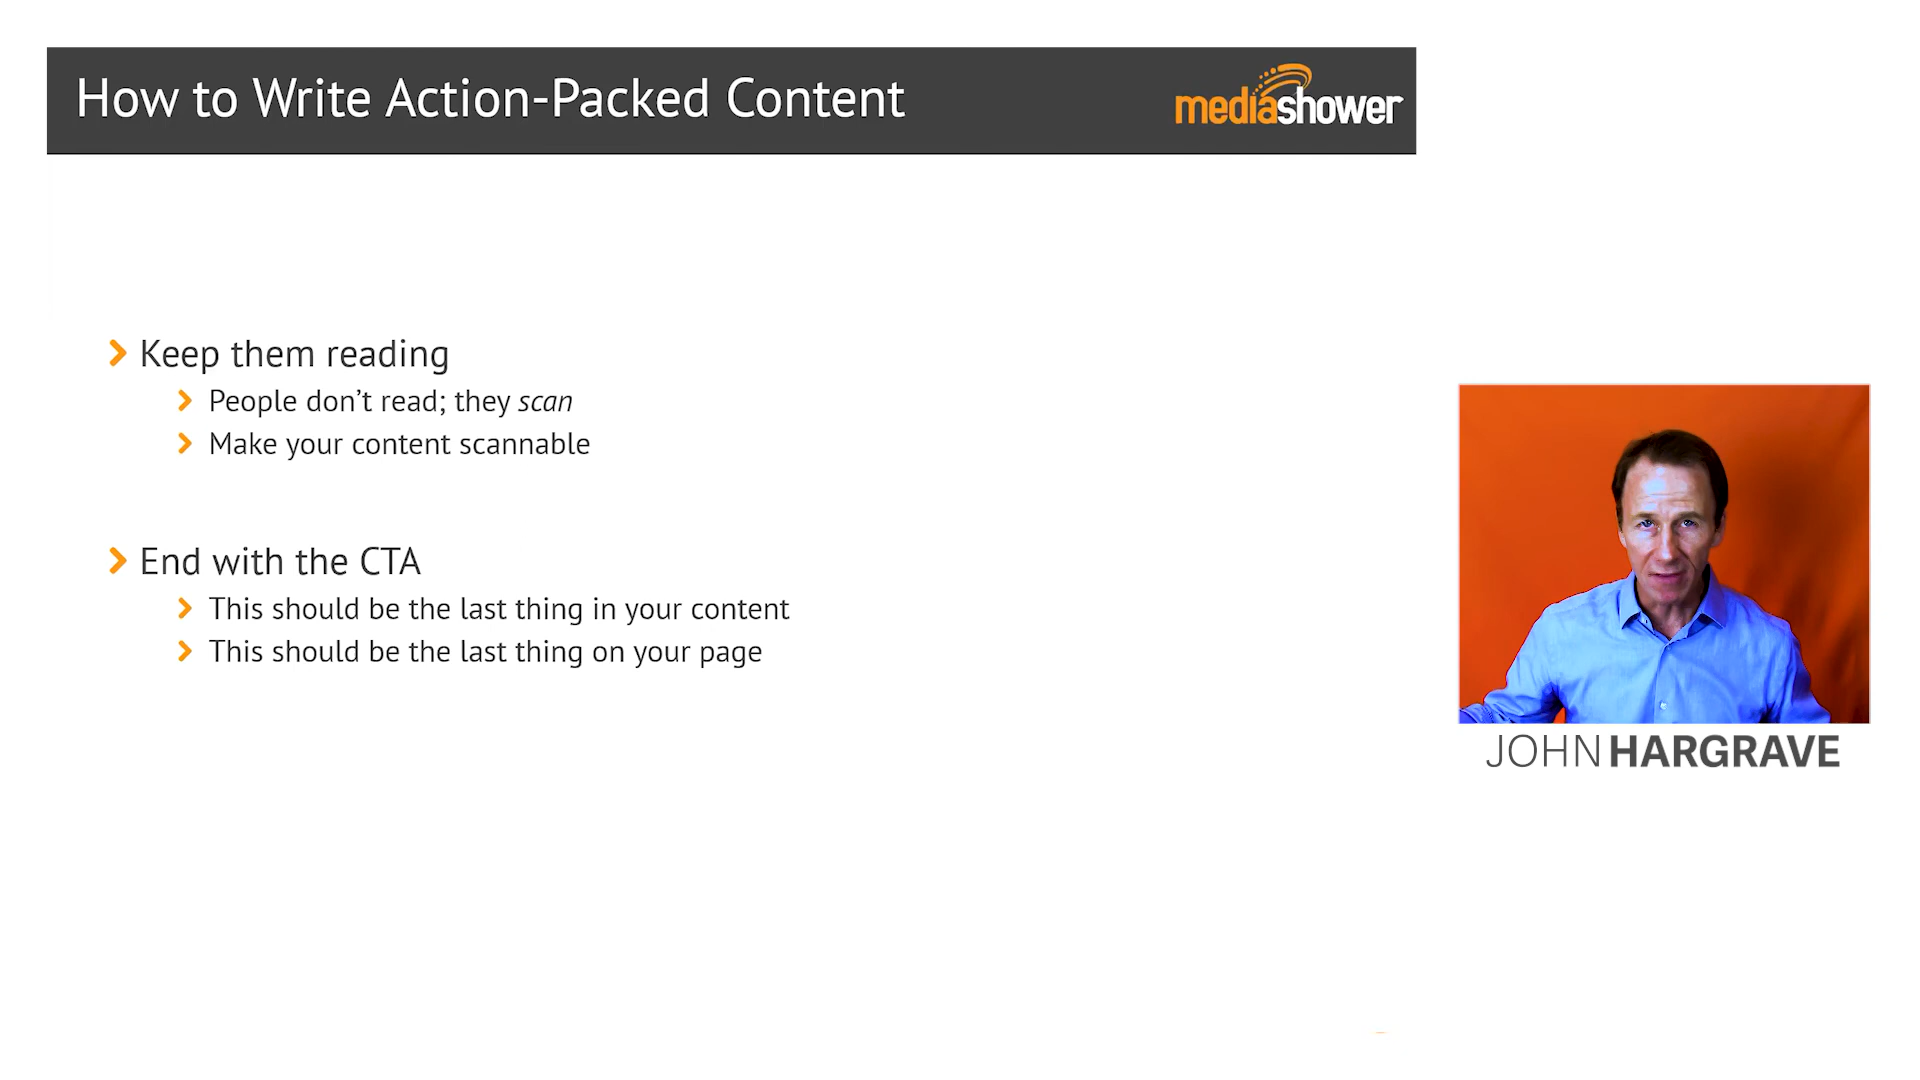 How to Write Action-Packed Content
mediashower
Keep them reading
People don’t read; they scan
Make your content scannable
End with the CTA
This should be the last thing in your content
This should be the last thing on your page
JOHN HARGRAVE